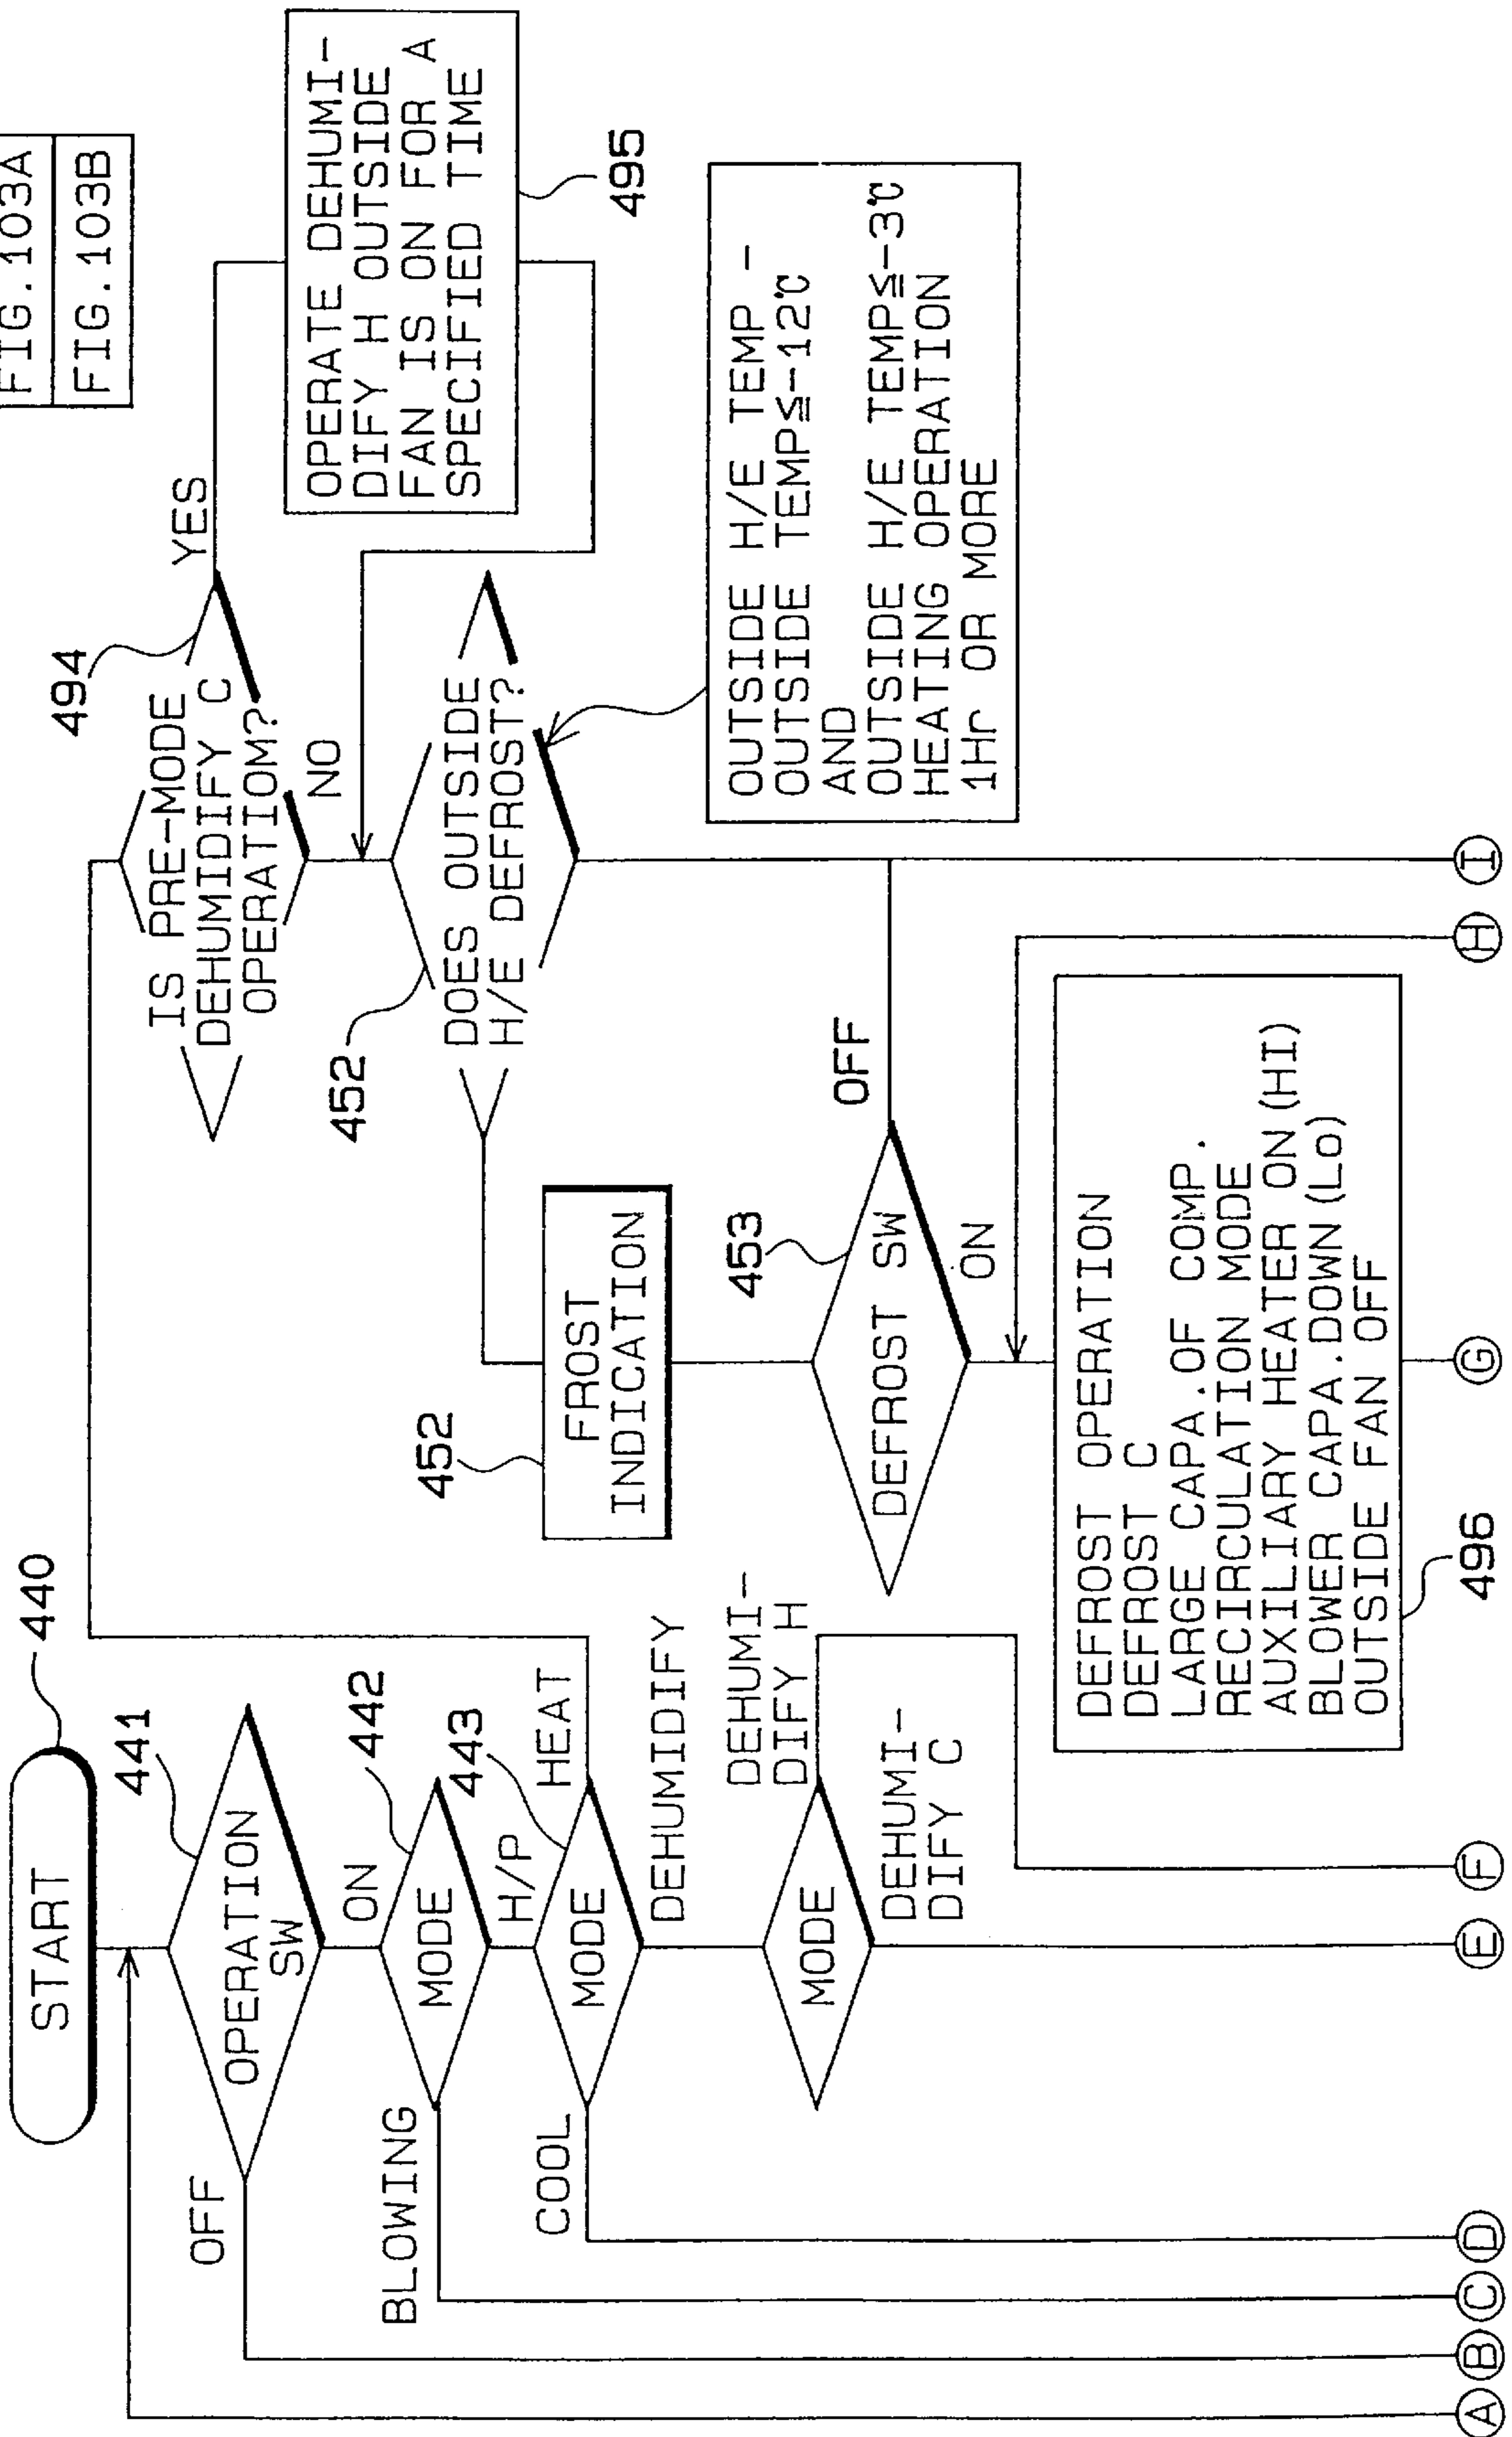 FIG.103A
FIG.103B
START
440
OPERATION
SW
441
OFF
ON
MODE
442
BLOWING
H/P
MODE
443
COOL
HEAT
DEHUMIDIFY
MODE
DEHUMI-
DIFY H
DEHUMI-
DIFY C
IS PRE-MODE
DEHUMIDIFY C
OPERATIOM?
494
YES
NO
OPERATE DEHUMI-
DIFY H OUTSIDE
FAN IS ON FOR A
SPECIFIED TIME
495
452
DOES OUTSIDE
H/E DEFROST?
OUTSIDE H/E TEMP -
OUTSIDE TEMP≦-12℃
AND
OUTSIDE H/E TEMP≦-3℃
HEATING OPERATION
1Hr OR MORE
452
FROST
INDICATION
453
DEFROST SW
OFF
ON
DEFROST OPERATION
DEFROST C
LARGE CAPA.OF COMP.
RECIRCULATION MODE
AUXILIARY HEATER ON(HI)
BLOWER CAPA.DOWN(Lo)
OUTSIDE FAN OFF
496
A
B
C
D
E
F
G
H
I